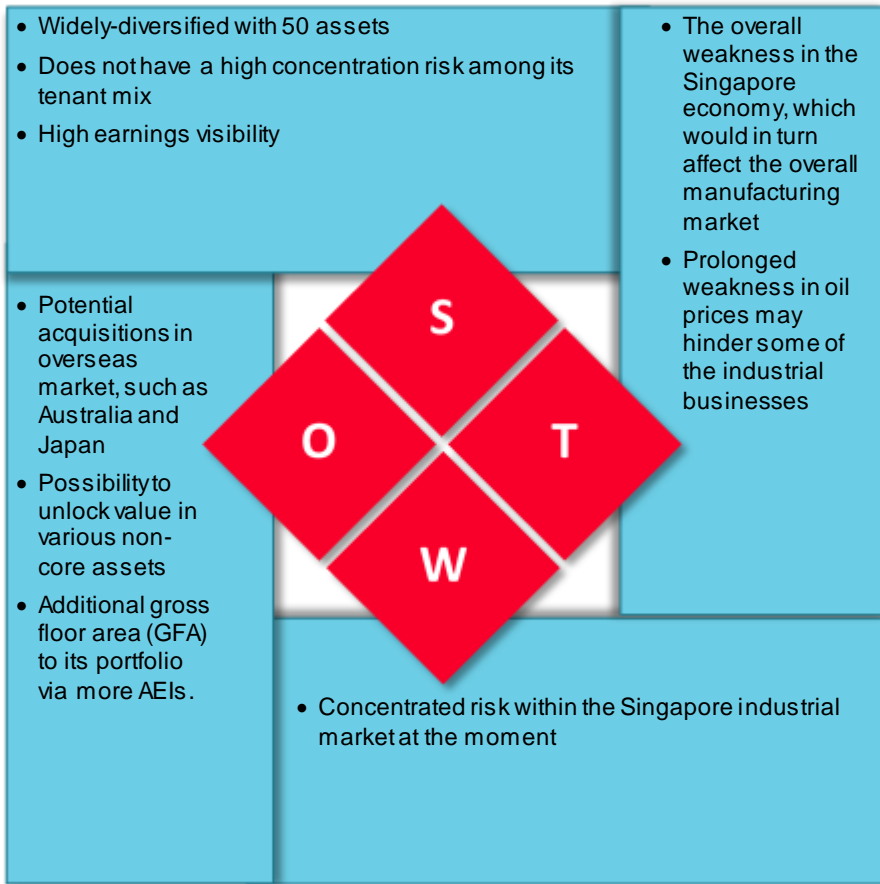 • Widely-diversified with 50 assets
• Does not have a high concentration risk among its
tenant mix
• High earnings visibility
• The overall
weakness in the
Singapore
economy, which
would in turn
affect the overall
manufacturing
market
• Prolonged
weakness in oil
prices may
hinder some of
the industrial
businesses
• Potential
acquisitions in
overseas
market, such as
Australia and
Japan
• Possibility to
unlock value in
various non-
core assets
• Additional gross
floor area (GFA)
to its portfolio
via more AEIs.
S
O
T
W
• Concentrated risk within the Singapore industrial
market at the moment